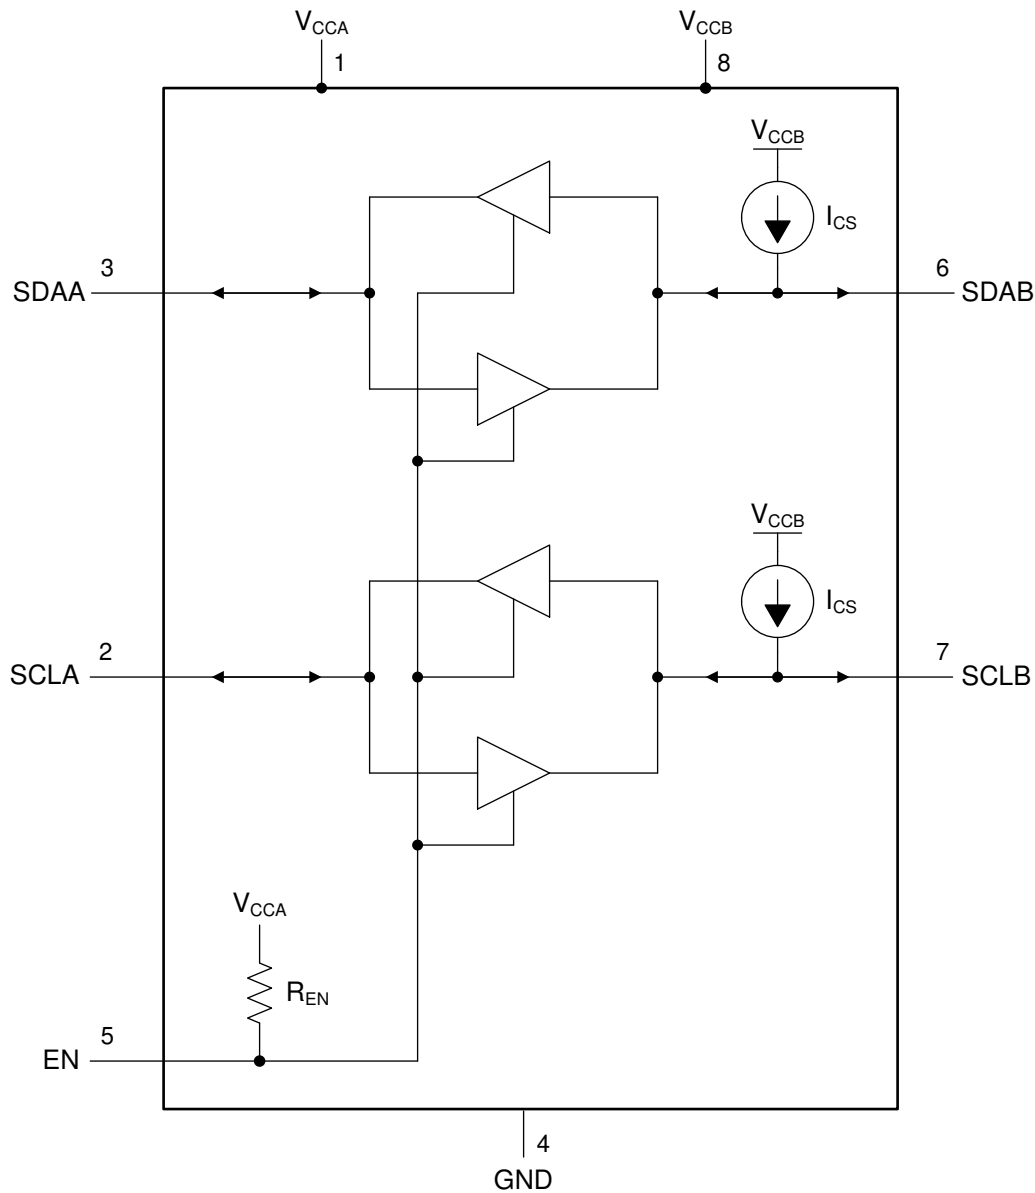 VCCA
VCCB
1
8
VCCB
ICS
3
SDAA
6
SDAB
VCCB
ICS
2
SCLA
7
SCLB
VCCA
REN
5
EN
4
GND